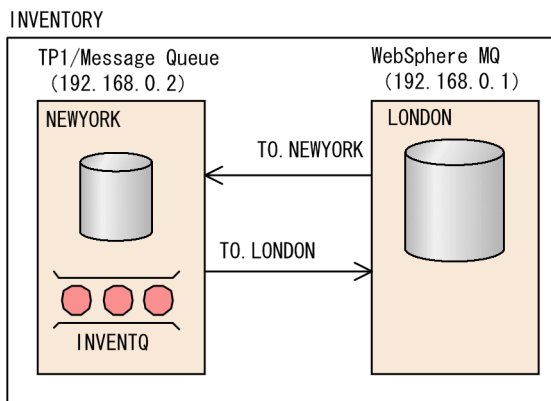 INVENTORY
TP1/Message Queue
(192.168.0.2)
WebSphere MQ
(192.168.0.1)
NEWYORK
LONDON
TO.NEWYORK
TO.LONDON
INVENTQ